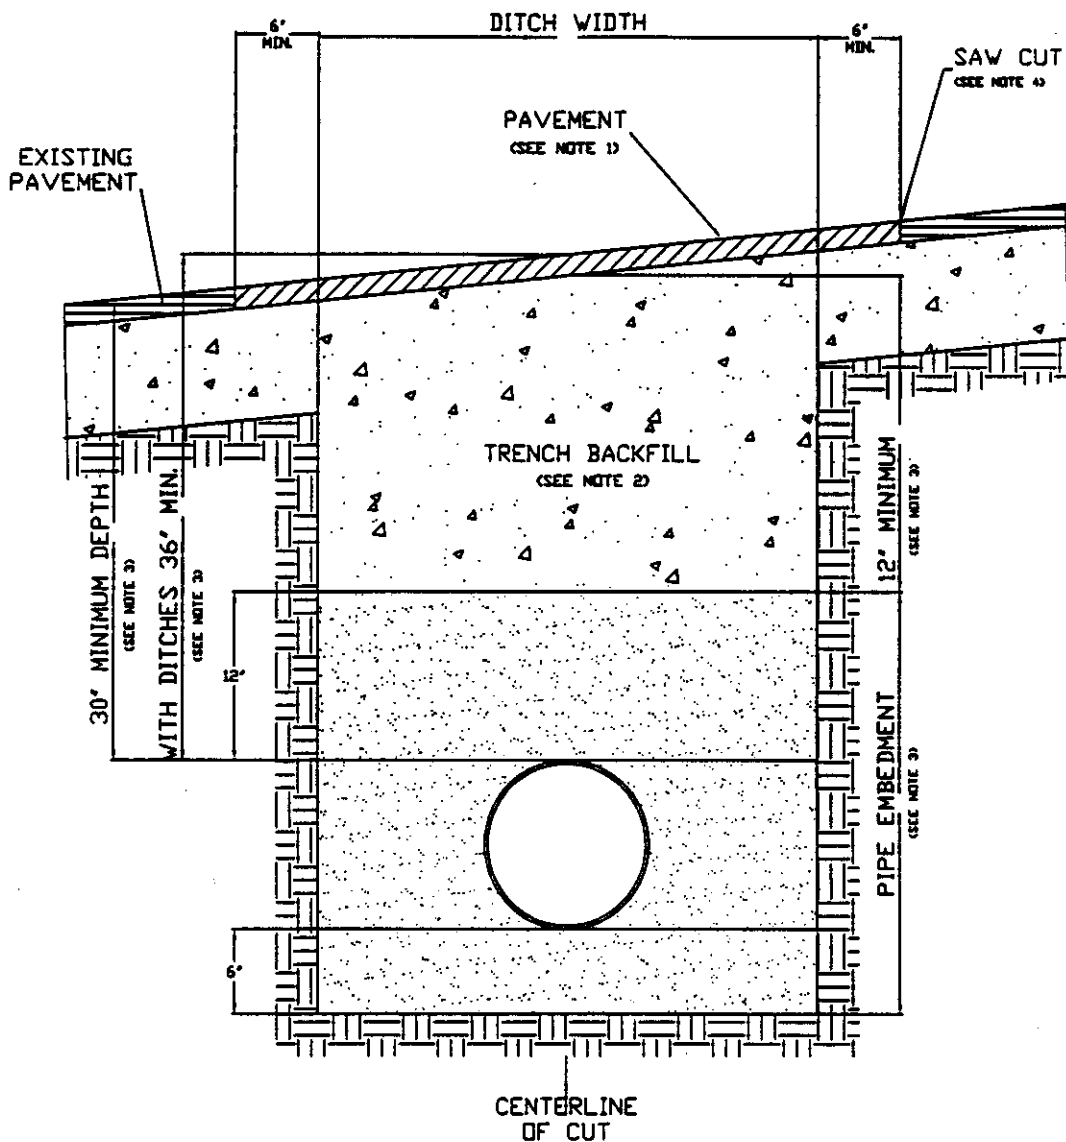 6" MIN.
DITCH WIDTH
6" MIN.
SAW CUT
(SEE NOTE 4)
PAVEMENT
(SEE NOTE 1)
EXISTING
PAVEMENT
TRENCH BACKFILL
(SEE NOTE 2)
30" MINIMUM DEPTH
(SEE NOTE 3)
WITH DITCHES 36" MIN.
(SEE NOTE 3)
12" MINIMUM
(SEE NOTE 3)
12"
PIPE EMBEDMENT
(SEE NOTE 3)
6"
CENTERLINE
OF CUT